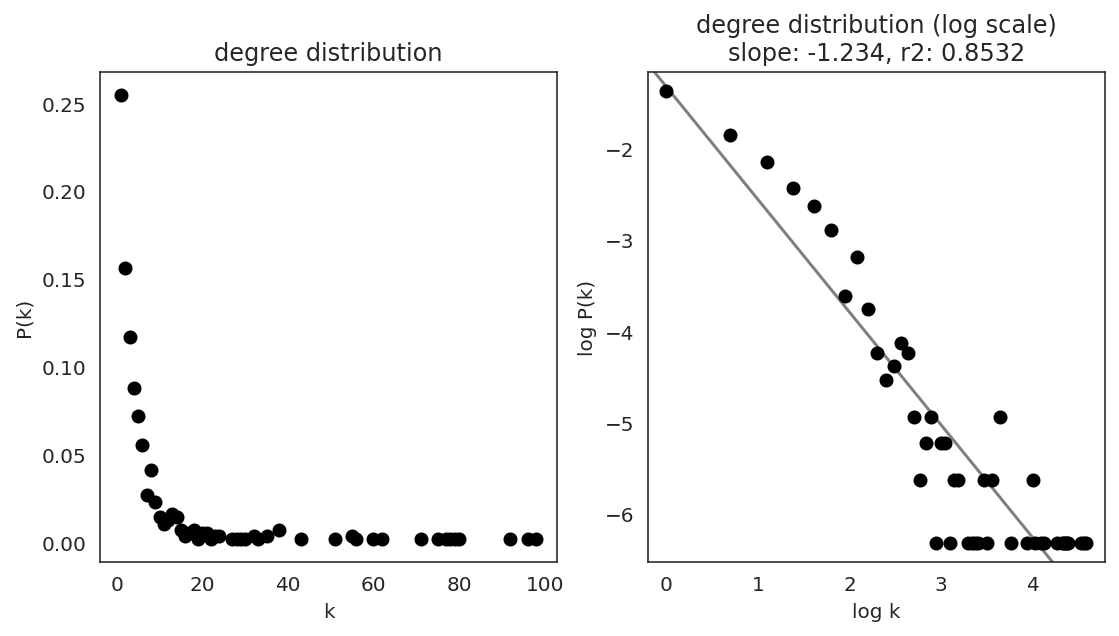 degree distribution
0.25
0.20
0.15
0.10
0.05
0.00
P(k)
0 20 40 60 80 100
k
degree distribution (log scale)
slope: -1.234, r2: 0.8532
−2
−3
−4
−5
−6
log P(k)
0 1 2 3 4
log k